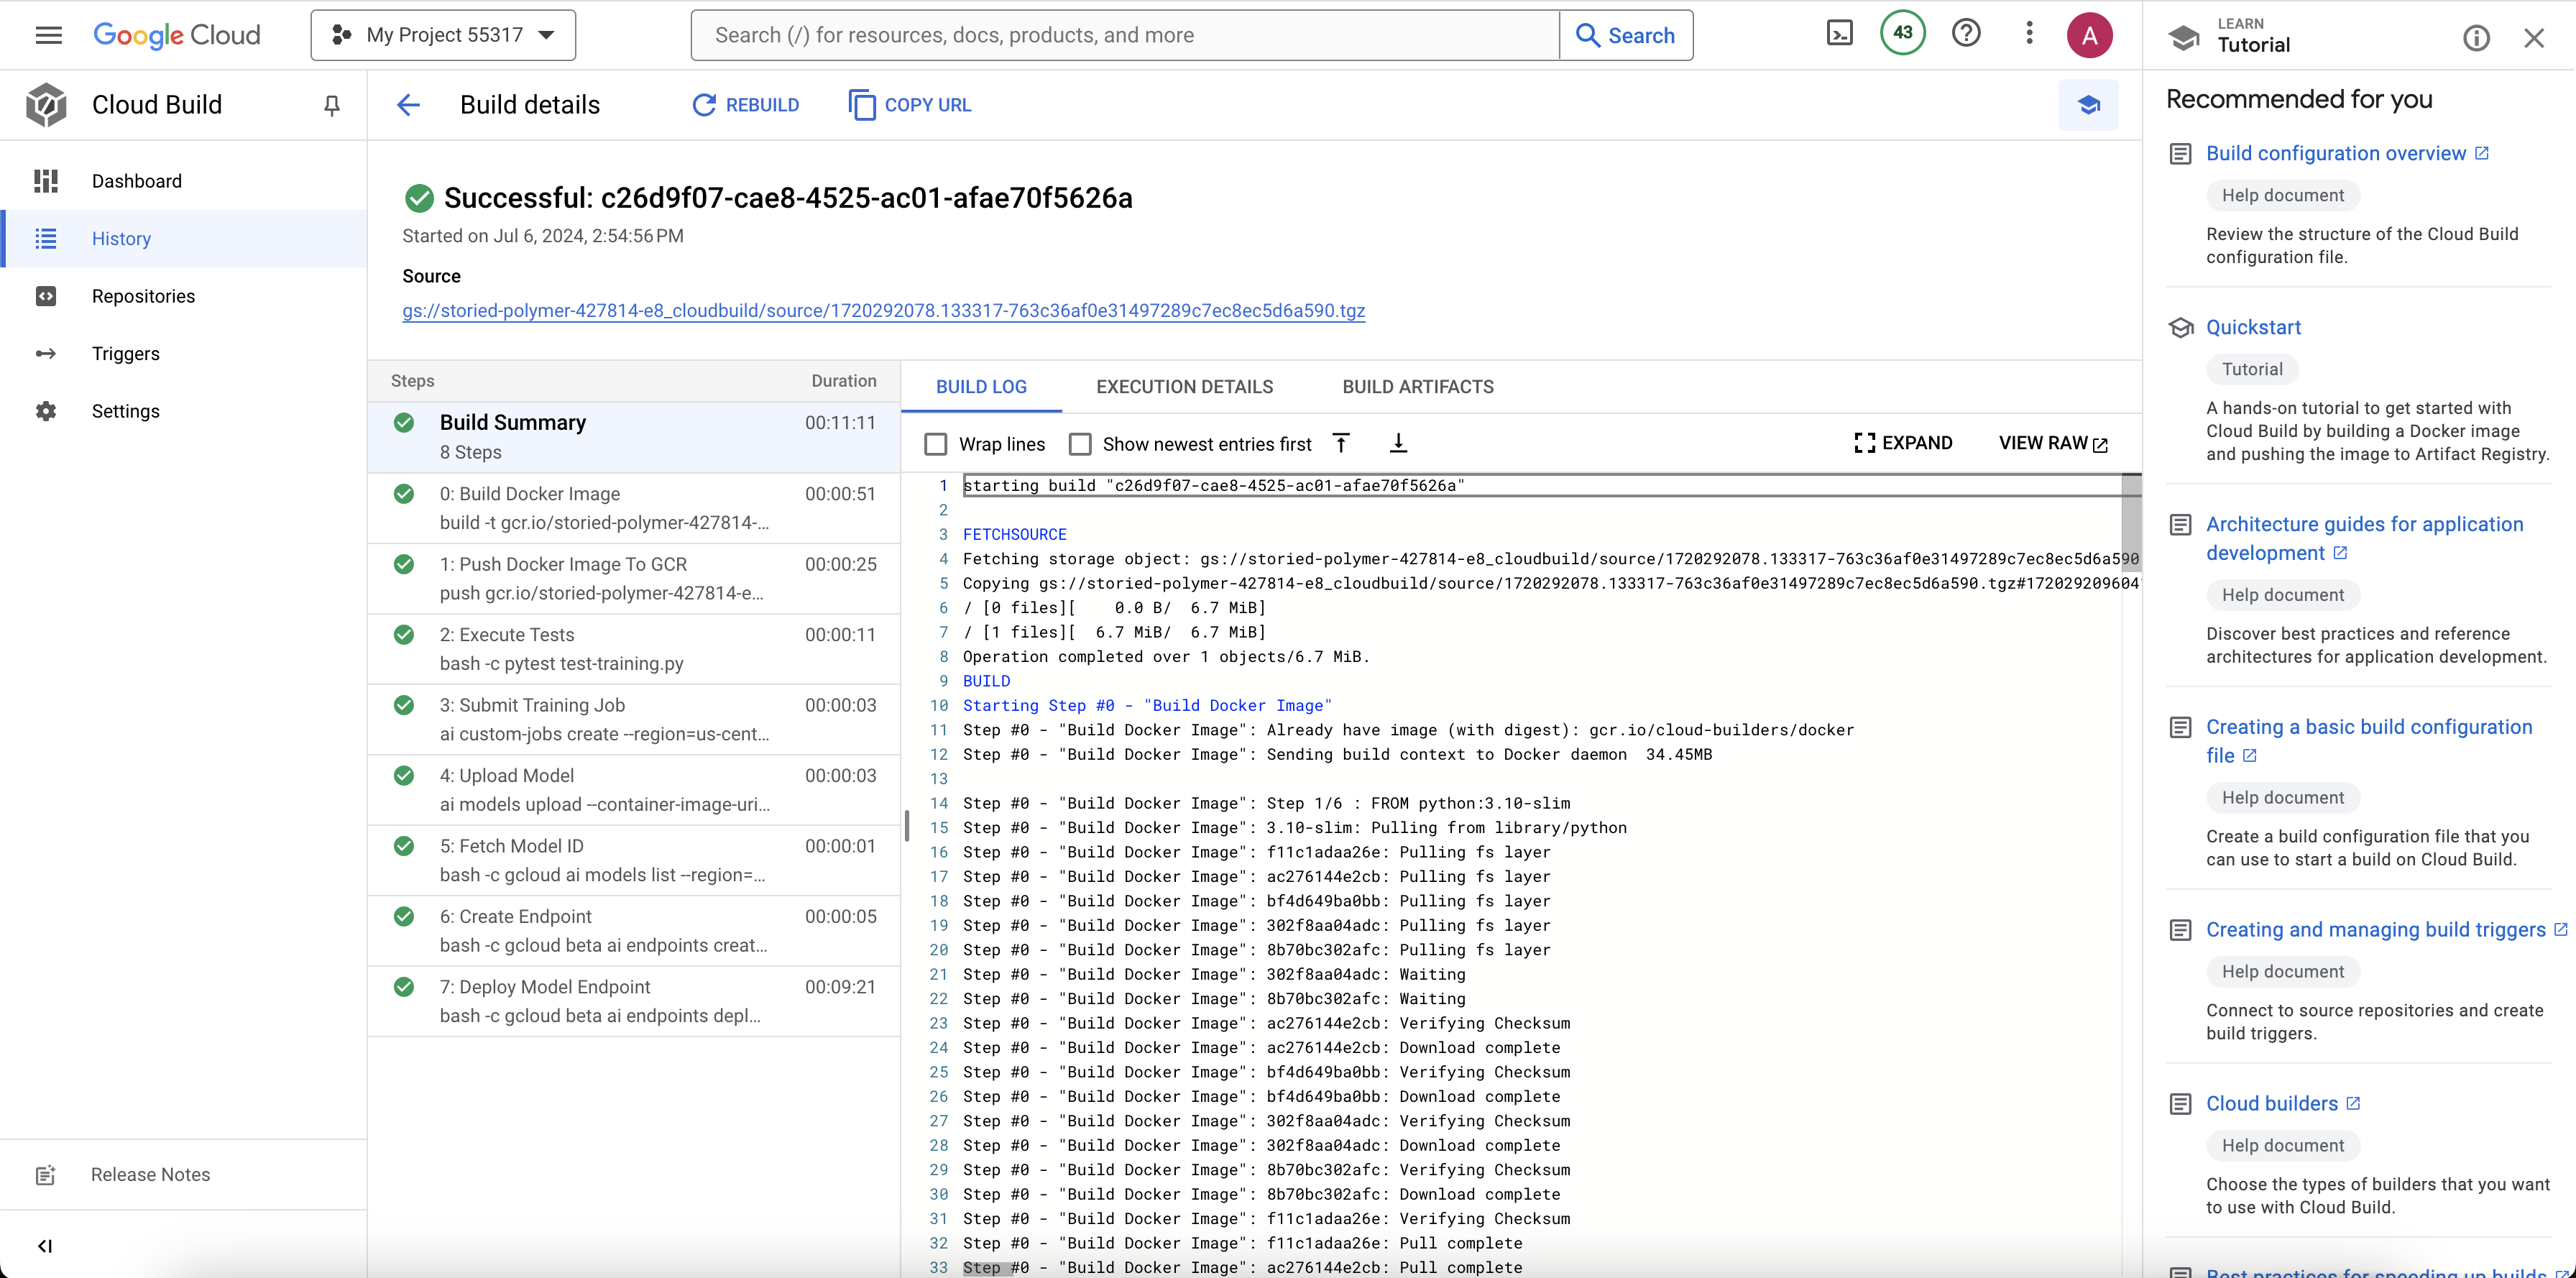 Google Cloud
My Project 55317
Search (/) for resources, docs, products, and more
Search
43
A
LEARN
Tutorial
Cloud Build
Build details
REBUILD
COPY URL
Dashboard
History
Repositories
Triggers
Settings
Release Notes
Successful: c26d9f07-cae8-4525-ac01-afae70f5626a
Started on Jul 6, 2024, 2:54:56 PM
Source
gs://storied-polymer-427814-e8_cloudbuild/source/1720292078.133317-763c36af0e31497289c7ec8ec5d6a590.tgz
Steps Duration
Build Summary 00:11:11
8 Steps
0: Build Docker Image 00:00:51
build -t gcr.io/storied-polymer-427814-...
1: Push Docker Image To GCR 00:00:25
push gcr.io/storied-polymer-427814-e...
2: Execute Tests 00:00:11
bash -c pytest test-training.py
3: Submit Training Job 00:00:03
ai custom-jobs create --region=us-cent...
4: Upload Model 00:00:03
ai models upload --container-image-uri...
5: Fetch Model ID 00:00:01
bash -c gcloud ai models list --region=...
6: Create Endpoint 00:00:05
bash -c gcloud beta ai endpoints creat...
7: Deploy Model Endpoint 00:09:21
bash -c gcloud beta ai endpoints depl...
BUILD LOG EXECUTION DETAILS BUILD ARTIFACTS
Wrap lines Show newest entries first EXPAND VIEW RAW
1 starting build "c26d9f07-cae8-4525-ac01-afae70f5626a"
2
3 FETCHSOURCE
4 Fetching storage object: gs://storied-polymer-427814-e8_cloudbuild/source/1720292078.133317-763c36af0e31497289c7ec8ec5d6a590
5 Copying gs://storied-polymer-427814-e8_cloudbuild/source/1720292078.133317-763c36af0e31497289c7ec8ec5d6a590.tgz#172029209604
6 / [0 files][    0.0 B/  6.7 MiB]
7 / [1 files][  6.7 MiB/  6.7 MiB]
8 Operation completed over 1 objects/6.7 MiB.
9 BUILD
10 Starting Step #0 - "Build Docker Image"
11 Step #0 - "Build Docker Image": Already have image (with digest): gcr.io/cloud-builders/docker
12 Step #0 - "Build Docker Image": Sending build context to Docker daemon  34.45MB
13
14 Step #0 - "Build Docker Image": Step 1/6 : FROM python:3.10-slim
15 Step #0 - "Build Docker Image": 3.10-slim: Pulling from library/python
16 Step #0 - "Build Docker Image": f11c1adaa26e: Pulling fs layer
17 Step #0 - "Build Docker Image": ac276144e2cb: Pulling fs layer
18 Step #0 - "Build Docker Image": bf4d649ba0bb: Pulling fs layer
19 Step #0 - "Build Docker Image": 302f8aa04adc: Pulling fs layer
20 Step #0 - "Build Docker Image": 8b70bc302afc: Pulling fs layer
21 Step #0 - "Build Docker Image": 302f8aa04adc: Waiting
22 Step #0 - "Build Docker Image": 8b70bc302afc: Waiting
23 Step #0 - "Build Docker Image": ac276144e2cb: Verifying Checksum
24 Step #0 - "Build Docker Image": ac276144e2cb: Download complete
25 Step #0 - "Build Docker Image": bf4d649ba0bb: Verifying Checksum
26 Step #0 - "Build Docker Image": bf4d649ba0bb: Download complete
27 Step #0 - "Build Docker Image": 302f8aa04adc: Verifying Checksum
28 Step #0 - "Build Docker Image": 302f8aa04adc: Download complete
29 Step #0 - "Build Docker Image": 8b70bc302afc: Verifying Checksum
30 Step #0 - "Build Docker Image": 8b70bc302afc: Download complete
31 Step #0 - "Build Docker Image": f11c1adaa26e: Verifying Checksum
32 Step #0 - "Build Docker Image": f11c1adaa26e: Pull complete
33 Step #0 - "Build Docker Image": ac276144e2cb: Pull complete
Recommended for you
Build configuration overview
Help document
Review the structure of the Cloud Build
configuration file.
Quickstart
Tutorial
A hands-on tutorial to get started with
Cloud Build by building a Docker image
and pushing the image to Artifact Registry.
Architecture guides for application
development
Help document
Discover best practices and reference
architectures for application development.
Creating a basic build configuration
file
Help document
Create a build configuration file that you
can use to start a build on Cloud Build.
Creating and managing build triggers
Help document
Connect to source repositories and create
build triggers.
Cloud builders
Help document
Choose the types of builders that you want
to use with Cloud Build.
Best practices for speeding up builds